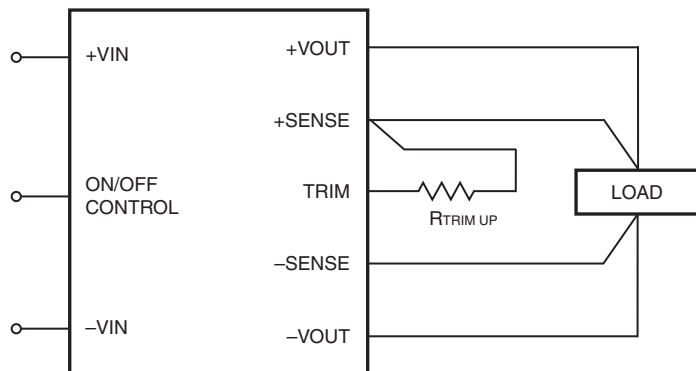 +VIN
+VOUT
+SENSE
ON/OFF
CONTROL
TRIM
LOAD
RTRIM UP
–SENSE
–VIN
–VOUT